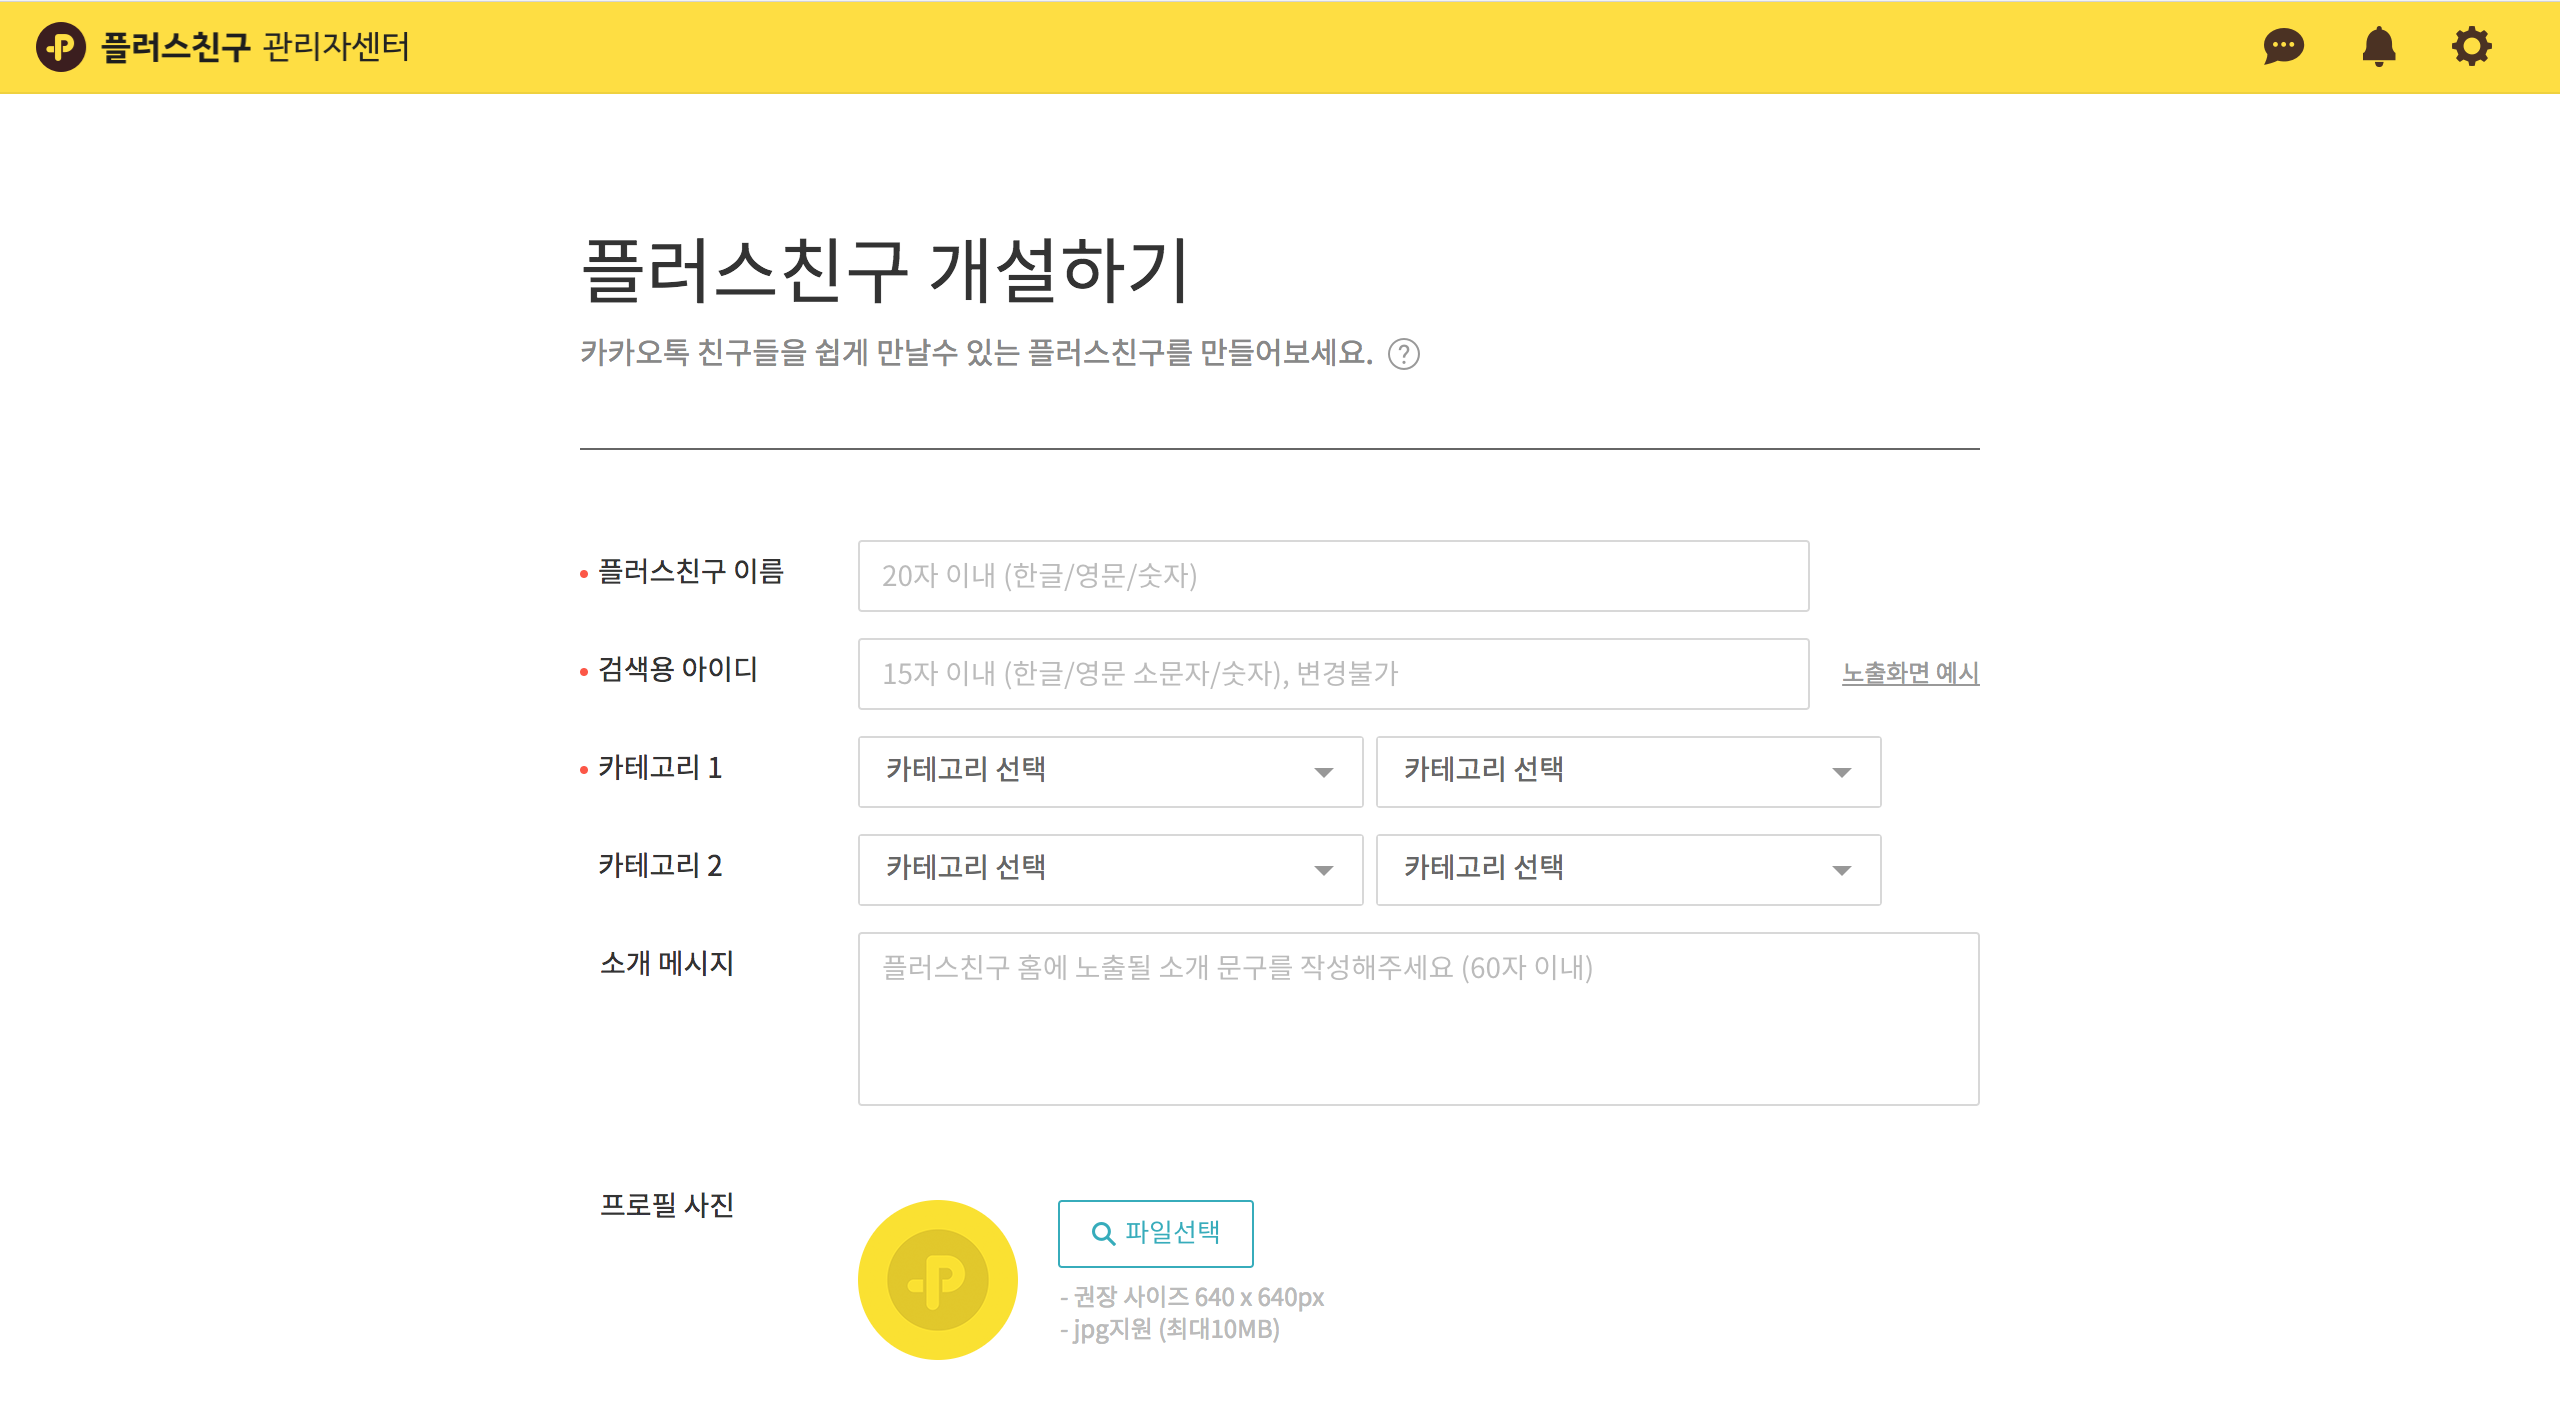 플러스친구 관리자센터
플러스친구 개설하기
카카오톡 친구들을 쉽게 만날수 있는 플러스친구를 만들어보세요. ?
플러스친구 이름
20자 이내 (한글/영문/숫자)
검색용 아이디
15자 이내 (한글/영문 소문자/숫자), 변경불가
노출화면 예시
카테고리 1
카테고리 선택
카테고리 선택
카테고리 2
카테고리 선택
카테고리 선택
소개 메시지
플러스친구 홈에 노출될 소개 문구를 작성해주세요 (60자 이내)
프로필 사진
파일선택
- 권장 사이즈 640 x 640px
- jpg지원 (최대10MB)